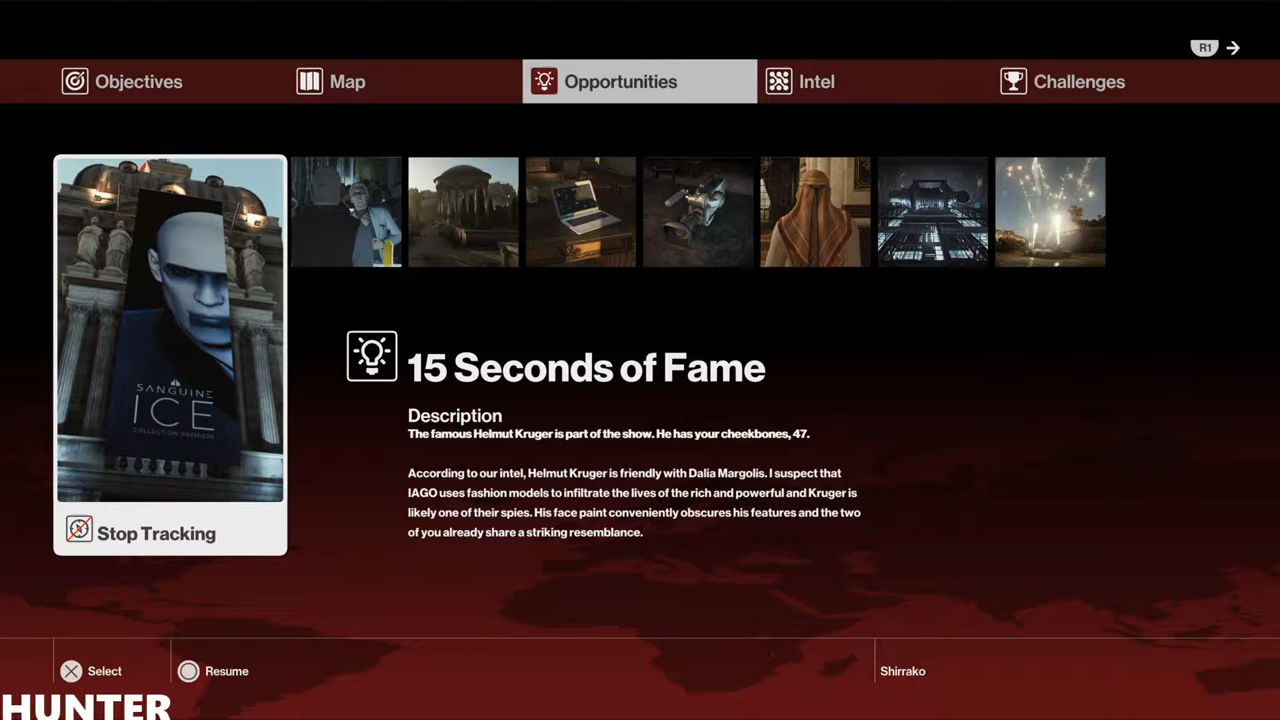 R1
Objectives
Map
Opportunities
Intel
Challenges
SANGUINE
ICE
COLLECTION PREMIERE
Stop Tracking
15 Seconds of Fame
Description
The famous Helmut Kruger is part of the show. He has your cheekbones, 47.
According to our intel, Helmut Kruger is friendly with Dalia Margolis. I suspect that
IAGO uses fashion models to infiltrate the lives of the rich and powerful and Kruger is
likely one of their spies. His face paint conveniently obscures his features and the two
of you already share a striking resemblance.
Select
Resume
Shirrako
HUNTER